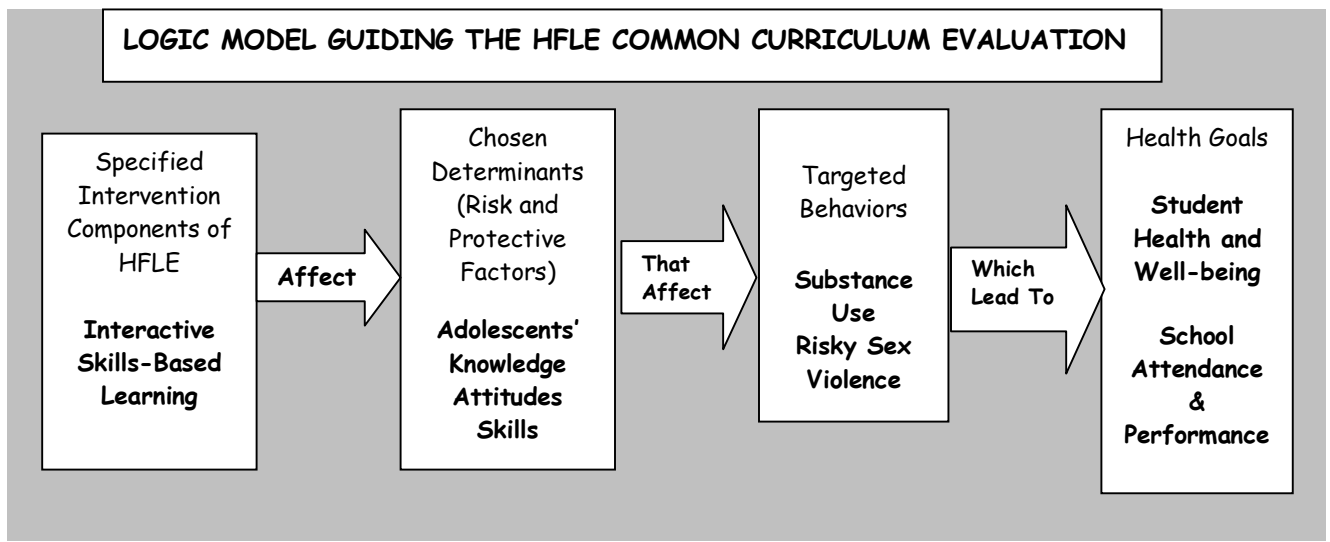 LOGIC MODEL GUIDING THE HFLE COMMON CURRICULUM EVALUATION
Specified
Intervention
Components of
HFLE
Interactive
Skills-Based
Learning
Affect
Chosen
Determinants
(Risk and
Protective
Factors)
Adolescents’
Knowledge
Attitudes
Skills
That
Affect
Targeted
Behaviors
Substance
Use
Risky Sex
Violence
Which
Lead To
Health Goals
Student
Health and
Well-being
School
Attendance
&
Performance